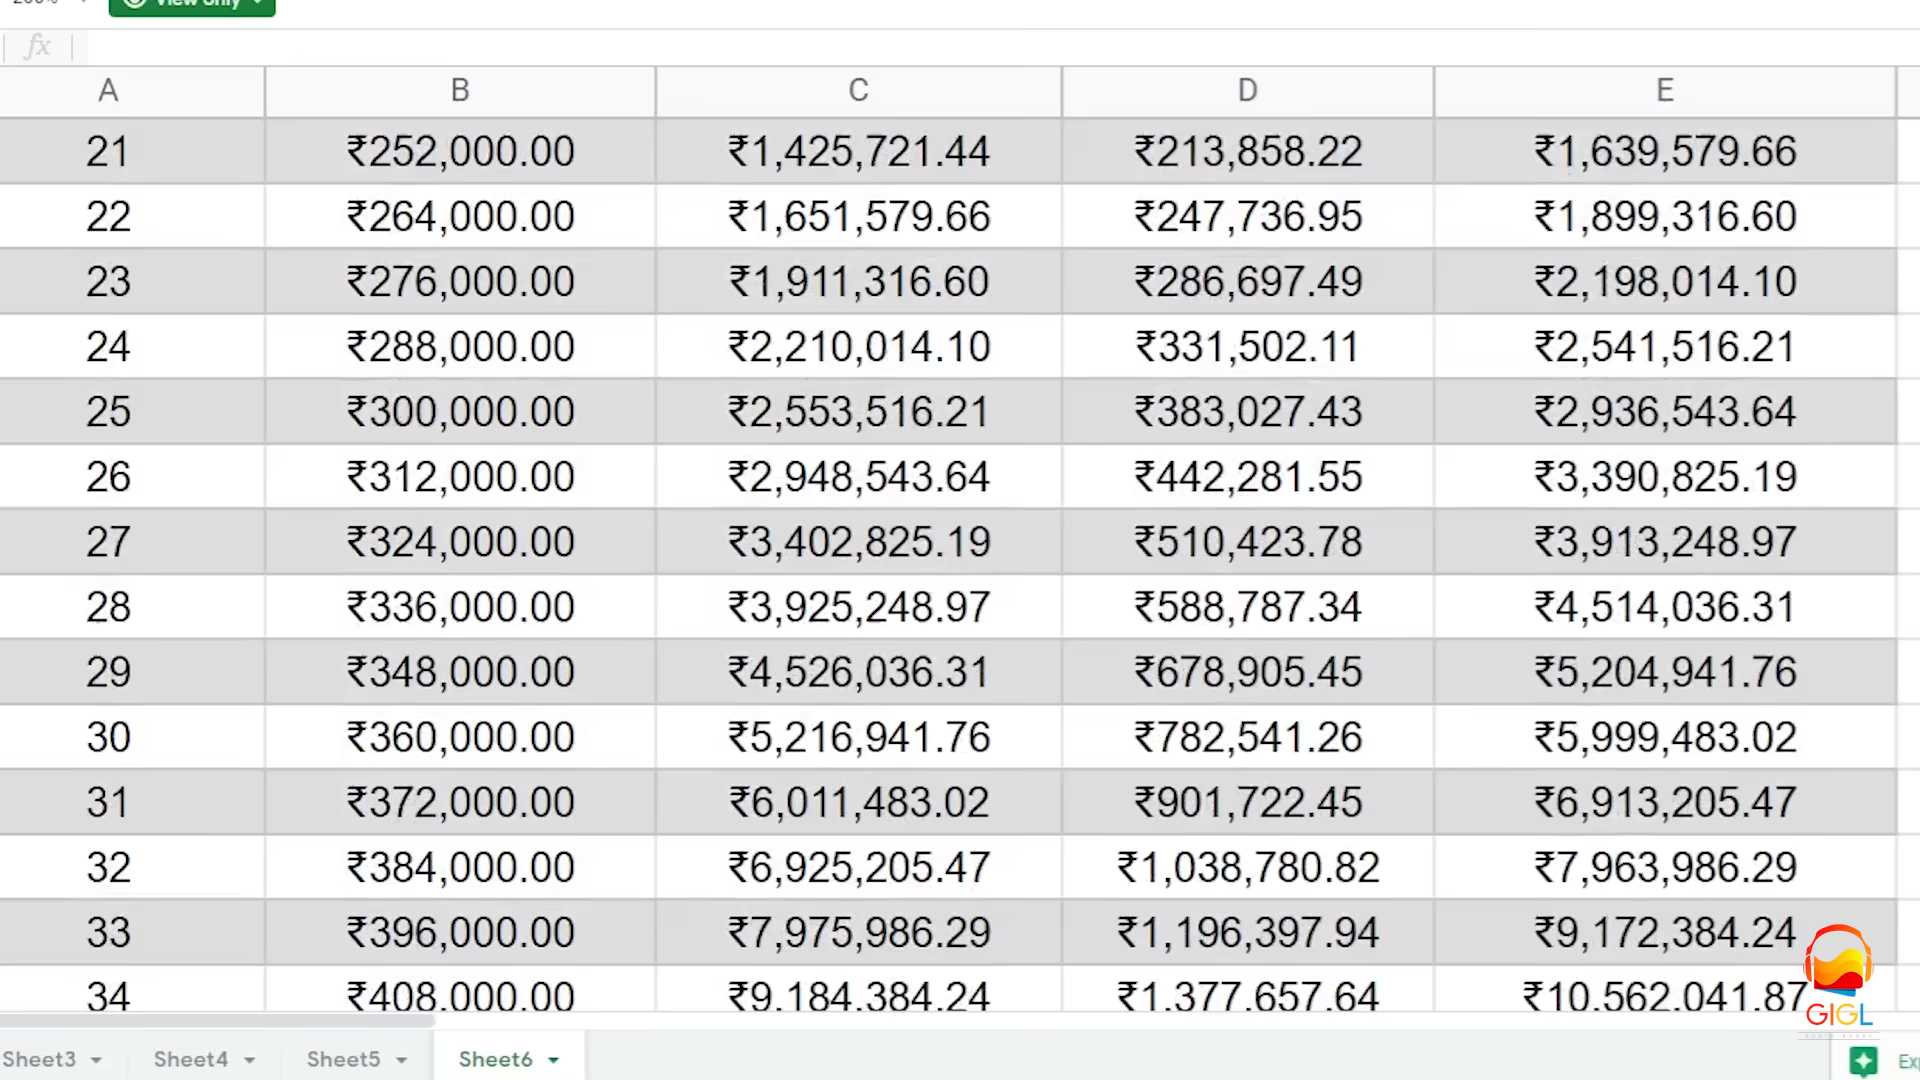 200%
View only
fx
A B C D E
21 ₹252,000.00 ₹1,425,721.44 ₹213,858.22 ₹1,639,579.66
22 ₹264,000.00 ₹1,651,579.66 ₹247,736.95 ₹1,899,316.60
23 ₹276,000.00 ₹1,911,316.60 ₹286,697.49 ₹2,198,014.10
24 ₹288,000.00 ₹2,210,014.10 ₹331,502.11 ₹2,541,516.21
25 ₹300,000.00 ₹2,553,516.21 ₹383,027.43 ₹2,936,543.64
26 ₹312,000.00 ₹2,948,543.64 ₹442,281.55 ₹3,390,825.19
27 ₹324,000.00 ₹3,402,825.19 ₹510,423.78 ₹3,913,248.97
28 ₹336,000.00 ₹3,925,248.97 ₹588,787.34 ₹4,514,036.31
29 ₹348,000.00 ₹4,526,036.31 ₹678,905.45 ₹5,204,941.76
30 ₹360,000.00 ₹5,216,941.76 ₹782,541.26 ₹5,999,483.02
31 ₹372,000.00 ₹6,011,483.02 ₹901,722.45 ₹6,913,205.47
32 ₹384,000.00 ₹6,925,205.47 ₹1,038,780.82 ₹7,963,986.29
33 ₹396,000.00 ₹7,975,986.29 ₹1,196,397.94 ₹9,172,384.24
34 ₹408,000.00 ₹9,184,384.24 ₹1,377,657.64 ₹10,562,041.87
GIGL
Sheet3 Sheet4 Sheet5 Sheet6